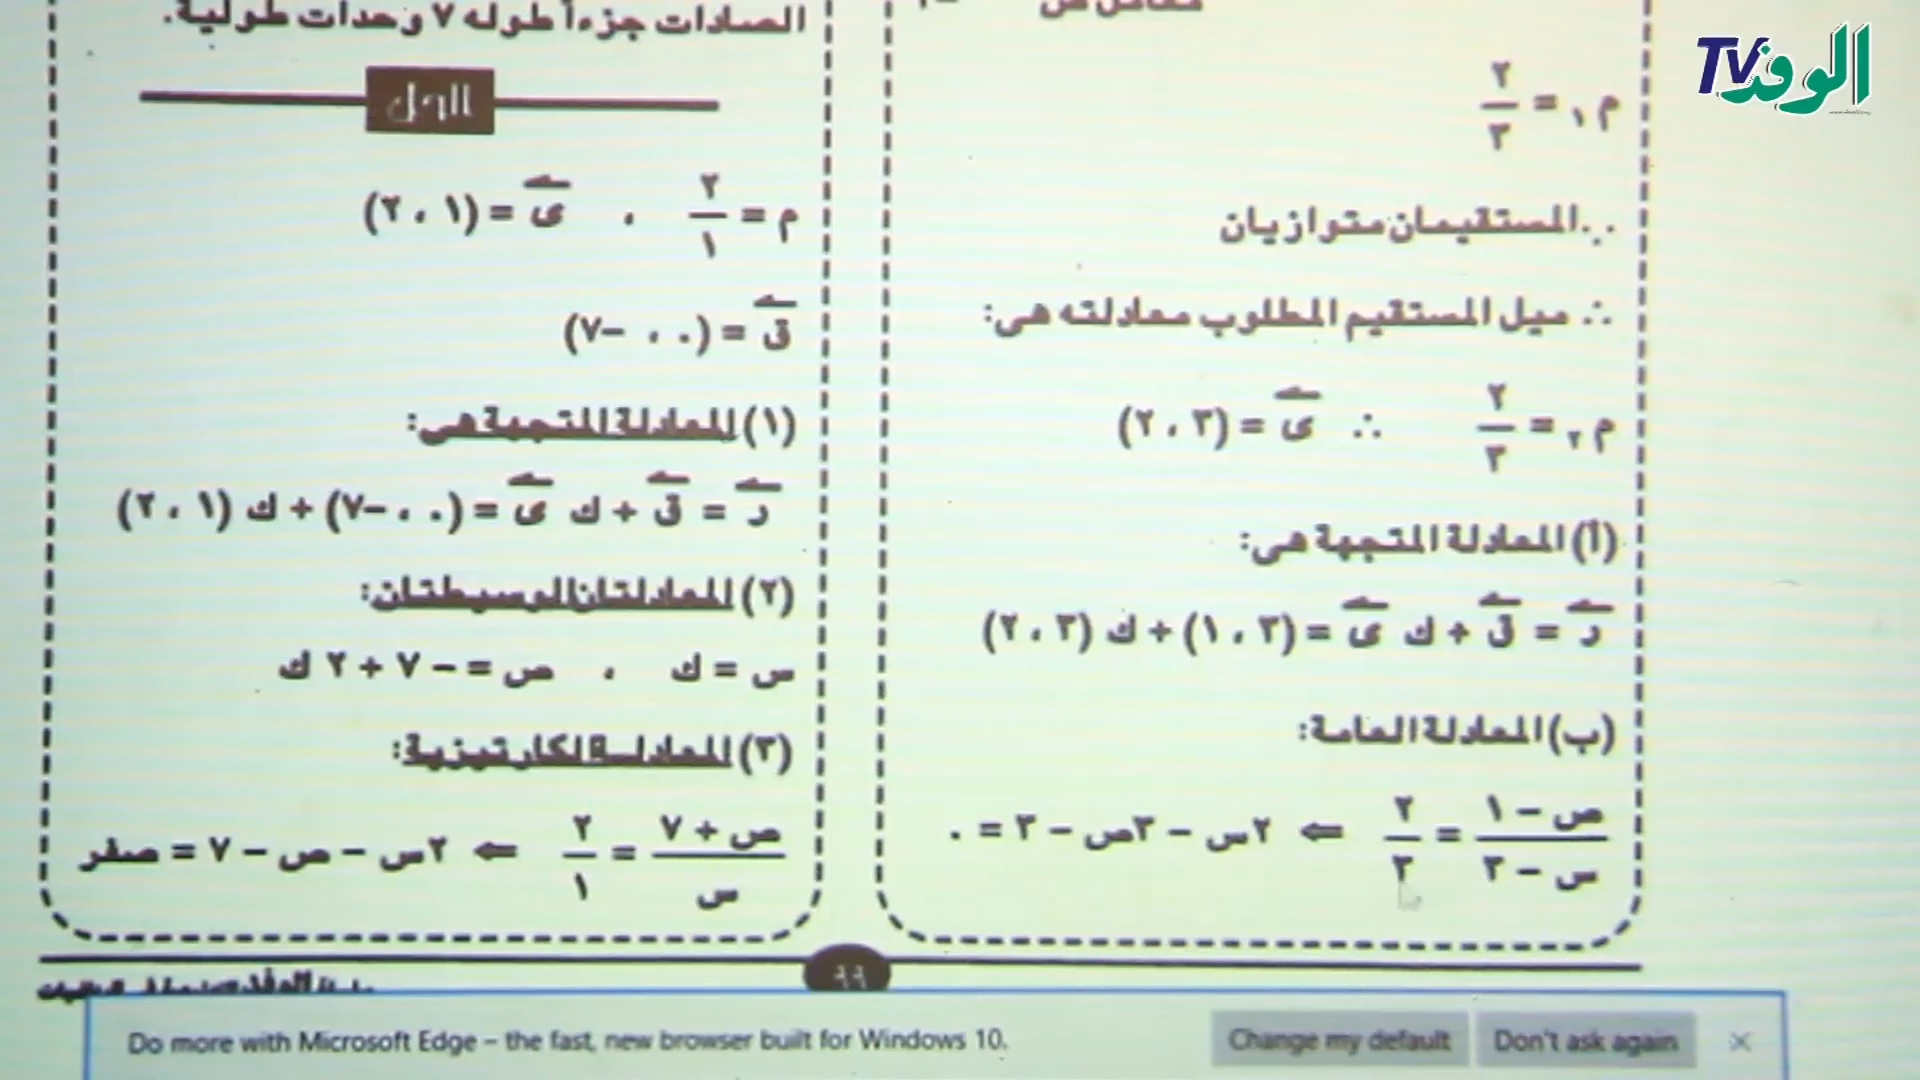 الوفد TV
م١ = ٢/٣
∵ المستقيمان متوازيان
∴ ميل المستقيم المطلوب معادلته هى:
م٢ = ٢/٣ ∴ ى = (٣ ، ٢)
(أ) المعادلة المتجهة هى:
ر = ق + ك ى = (٣ ، ١) + ك (٣ ، ٢)
(ب) المعادلة العامة:
ص – ١ / س – ٣ = ٢/٣ ⇐ ٢س – ٣ص – ٣ = ٠
الصادات جزءاً طوله ٧ وحدات طولية.
الحل
م = ٢/١ ، ى = (١ ، ٢)
ق = (٠ ، –٧)
(١) المعادلة المتجهة هى:
ر = ق + ك ى = (٠ ، –٧) + ك (١ ، ٢)
(٢) المعادلتان الوسيطتان:
س = ك ، ص = – ٧ + ٢ ك
(٣) المعادلة الكارتيزية:
ص + ٧ / س = ٢/١ ⇐ ٢س – ص – ٧ = صفر
Do more with Microsoft Edge – the fast, new browser built for Windows 10.
Change my default
Don't ask again